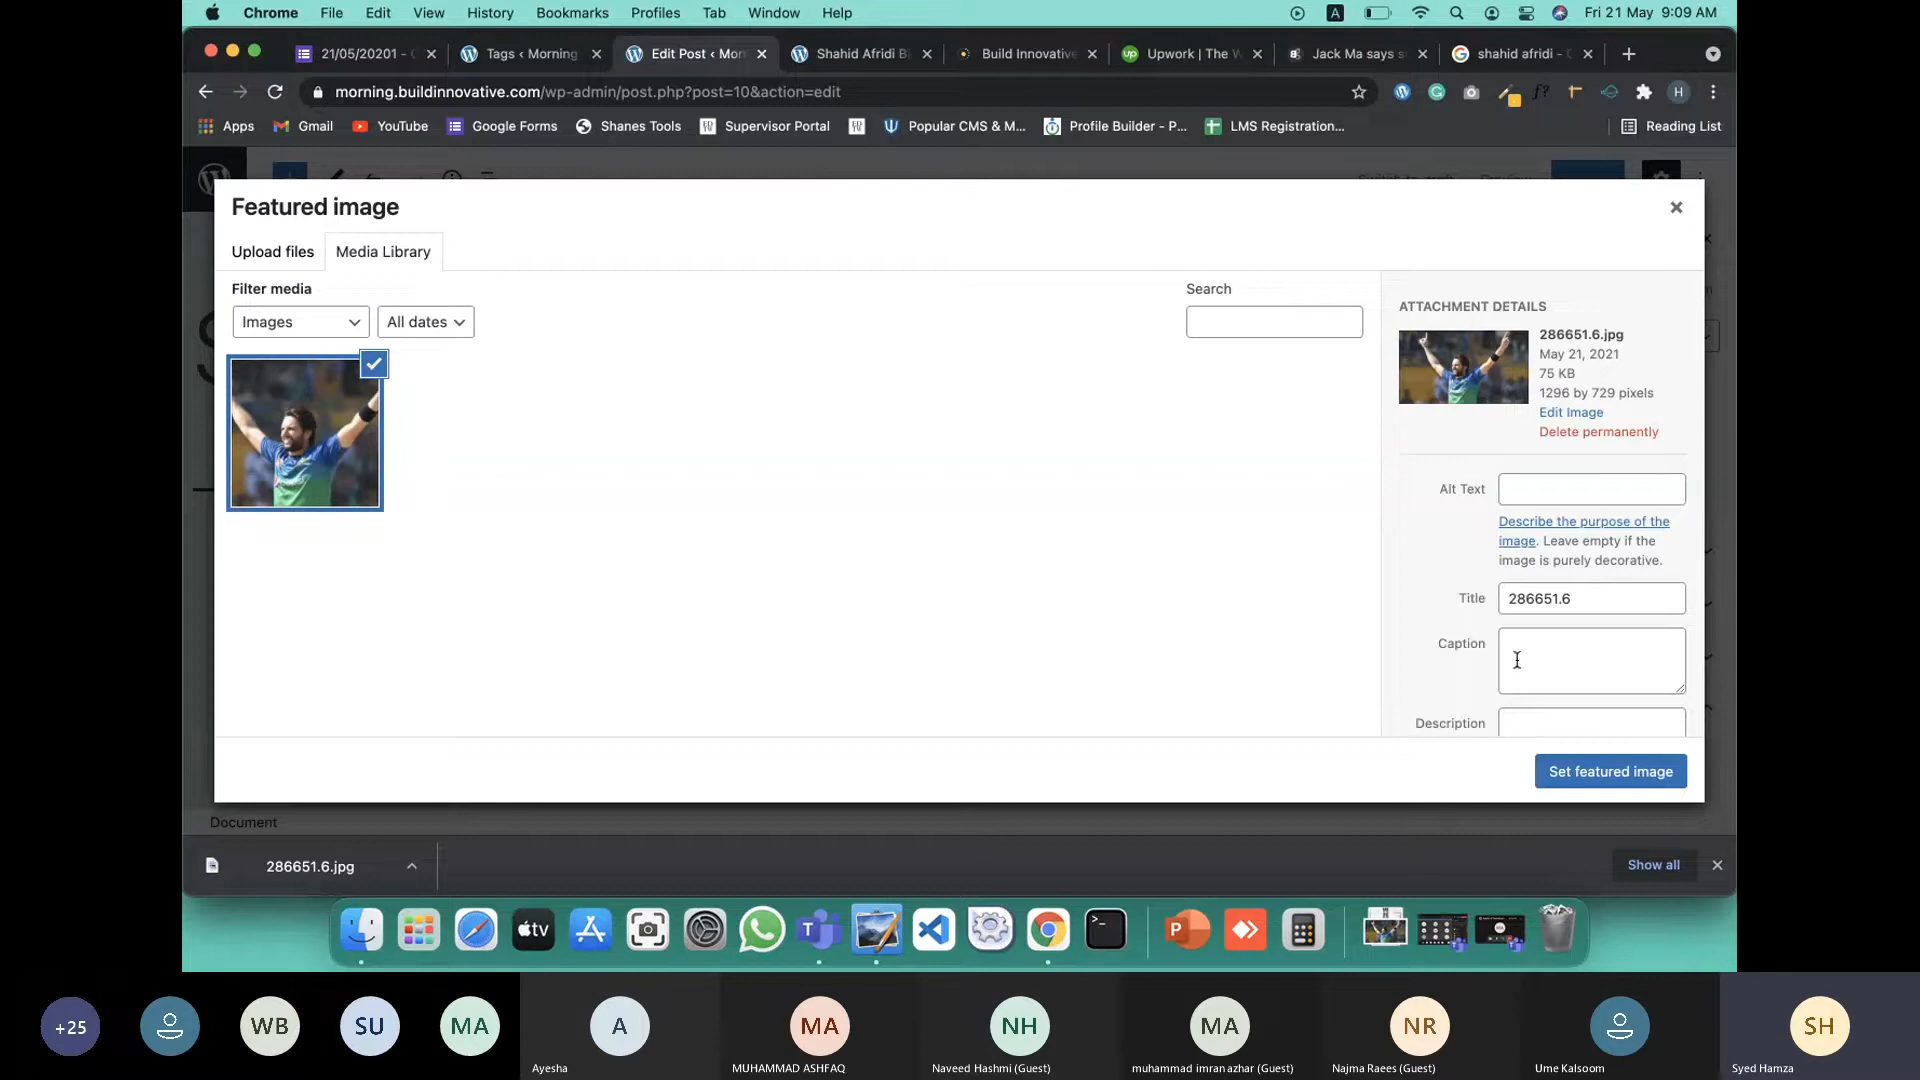 Chrome File Edit View History Bookmarks Profiles Tab Window Help A Fri 21 May 9:09 AM
21/05/20201 - Tags ‹ Morning Edit Post ‹ Mor Shahid Afridi Bi Build Innovative Upwork | The W Jack Ma says s shahid afridi -
morning.buildinnovative.com/wp-admin/post.php?post=10&action=edit f? H
Apps Gmail YouTube Google Forms Shanes Tools Supervisor Portal Popular CMS & M... Profile Builder - P... LMS Registration... Reading List
Switch to draft Preview
Featured image
Upload files Media Library
Filter media
Images All dates
Search
ATTACHMENT DETAILS
286651.6.jpg
May 21, 2021
75 KB
1296 by 729 pixels
Edit Image
Delete permanently
Alt Text
Describe the purpose of the
image. Leave empty if the
image is purely decorative.
Title 286651.6
Caption
Description
Set featured image
Document
286651.6.jpg Show all
tv T P
+25 WB SU MA A MA NH MA NR SH
Ayesha MUHAMMAD ASHFAQ Naveed Hashmi (Guest) muhammad imran azhar (Guest) Najma Raees (Guest) Ume Kalsoom Syed Hamza